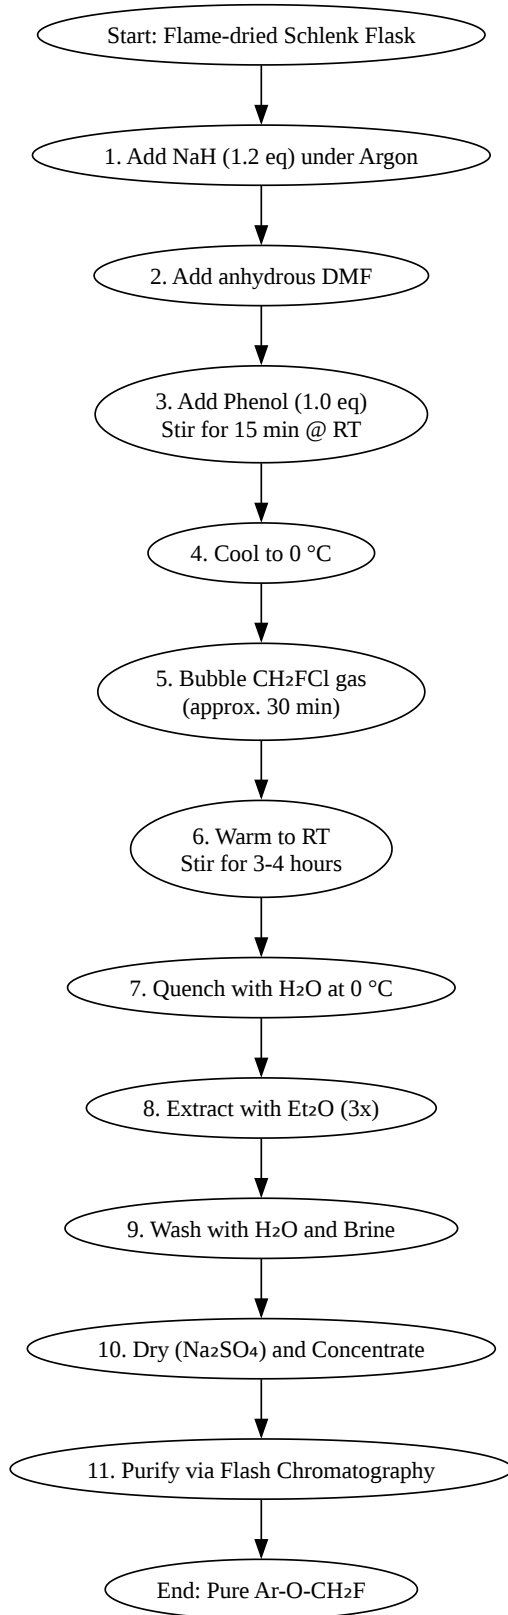 Start: Flame-dried Schlenk Flask
1. Add NaH (1.2 eq) under Argon
2. Add anhydrous DMF
3. Add Phenol (1.0 eq)
Stir for 15 min @ RT
4. Cool to 0 °C
5. Bubble CH₂FCl gas
(approx. 30 min)
6. Warm to RT
Stir for 3-4 hours
7. Quench with H₂O at 0 °C
8. Extract with Et₂O (3x)
9. Wash with H₂O and Brine
10. Dry (Na₂SO₄) and Concentrate
11. Purify via Flash Chromatography
End: Pure Ar-O-CH₂F